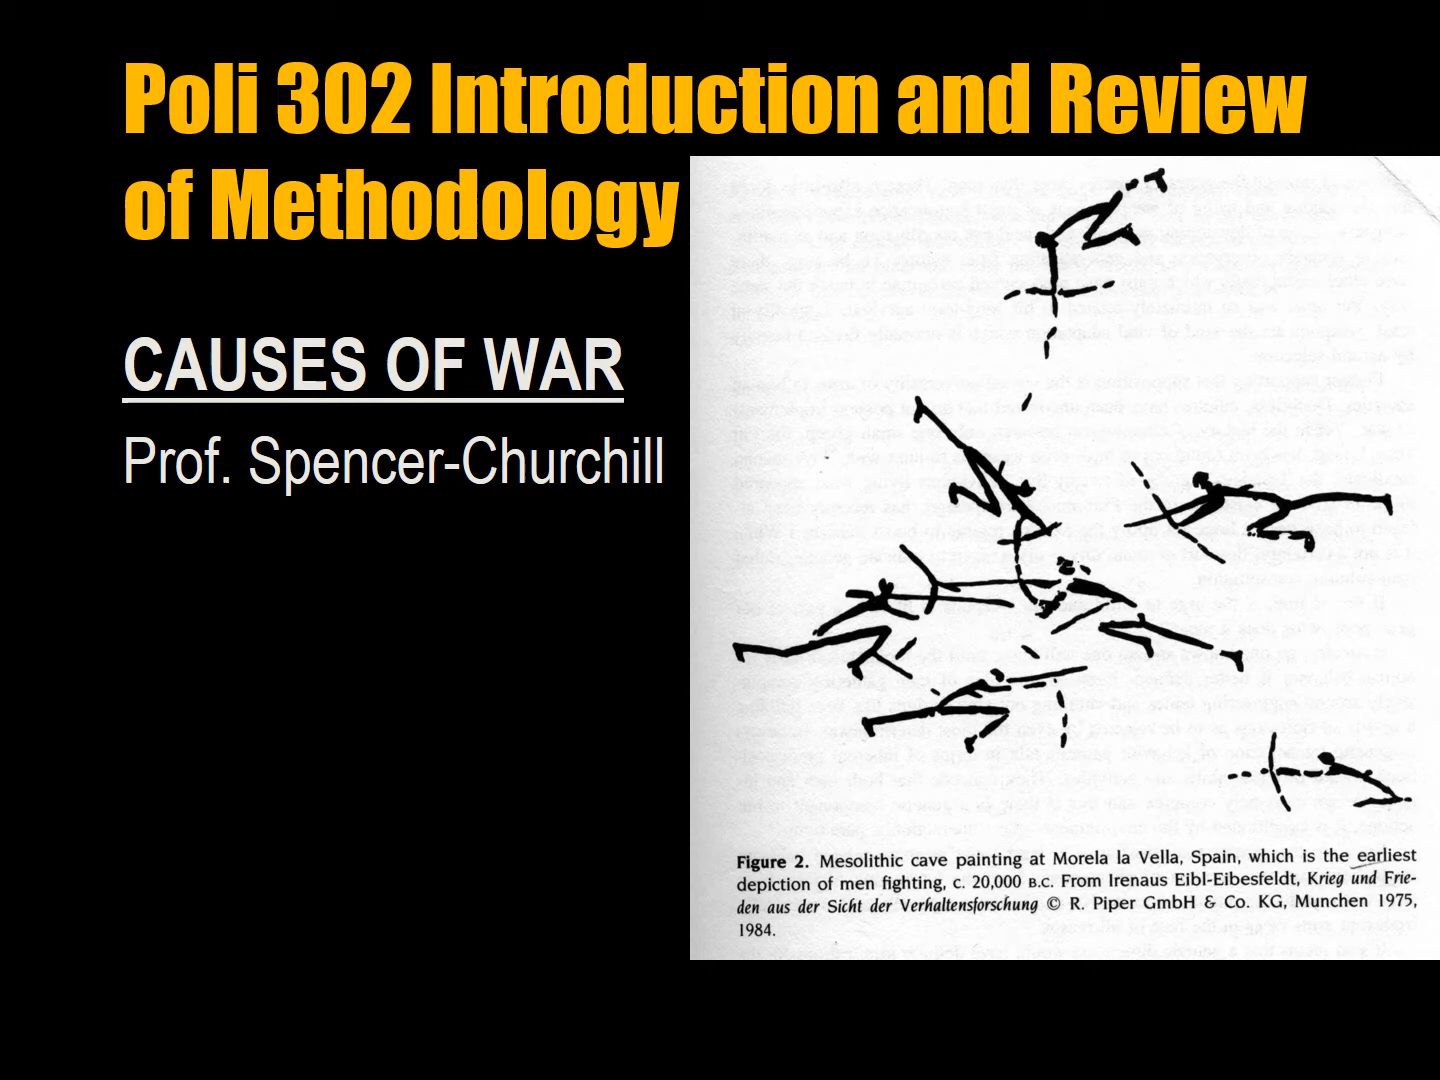 Poli 302 Introduction and Review
of Methodology
CAUSES OF WAR
Prof. Spencer-Churchill
Figure 2. Mesolithic cave painting at Morela la Vella, Spain, which is the earliest
depiction of men fighting, c. 20,000 B.C. From Irenaus Eibl-Eibesfeldt, Krieg und Frie-
den aus der Sicht der Verhaltensforschung © R. Piper GmbH & Co. KG, Munchen 1975,
1984.